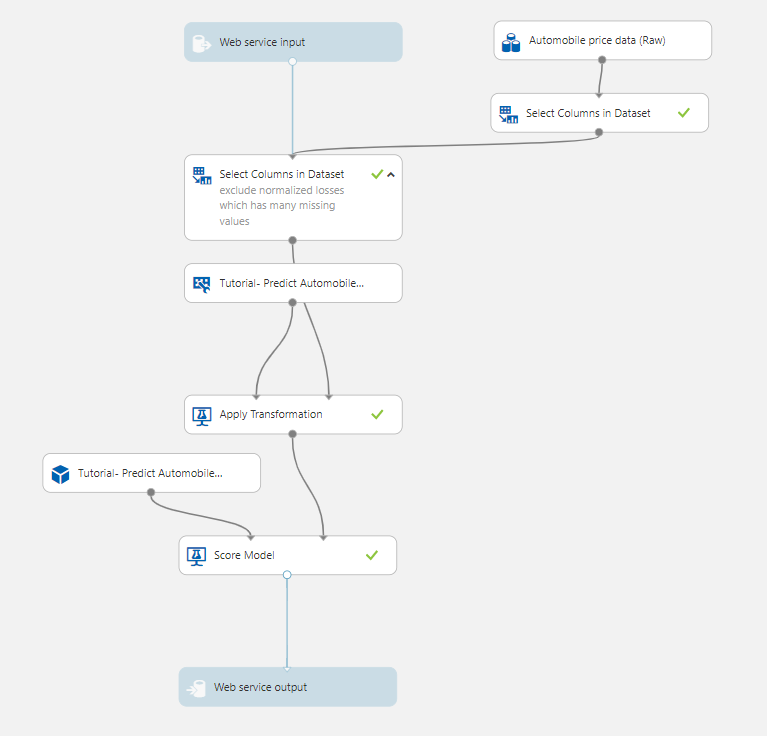 Web service input
Automobile price data (Raw)
Select Columns in Dataset
Select Columns in Dataset
exclude normalized losses
which has many missing
values
Tutorial- Predict Automobile...
Apply Transformation
Tutorial- Predict Automobile...
Score Model
Web service output